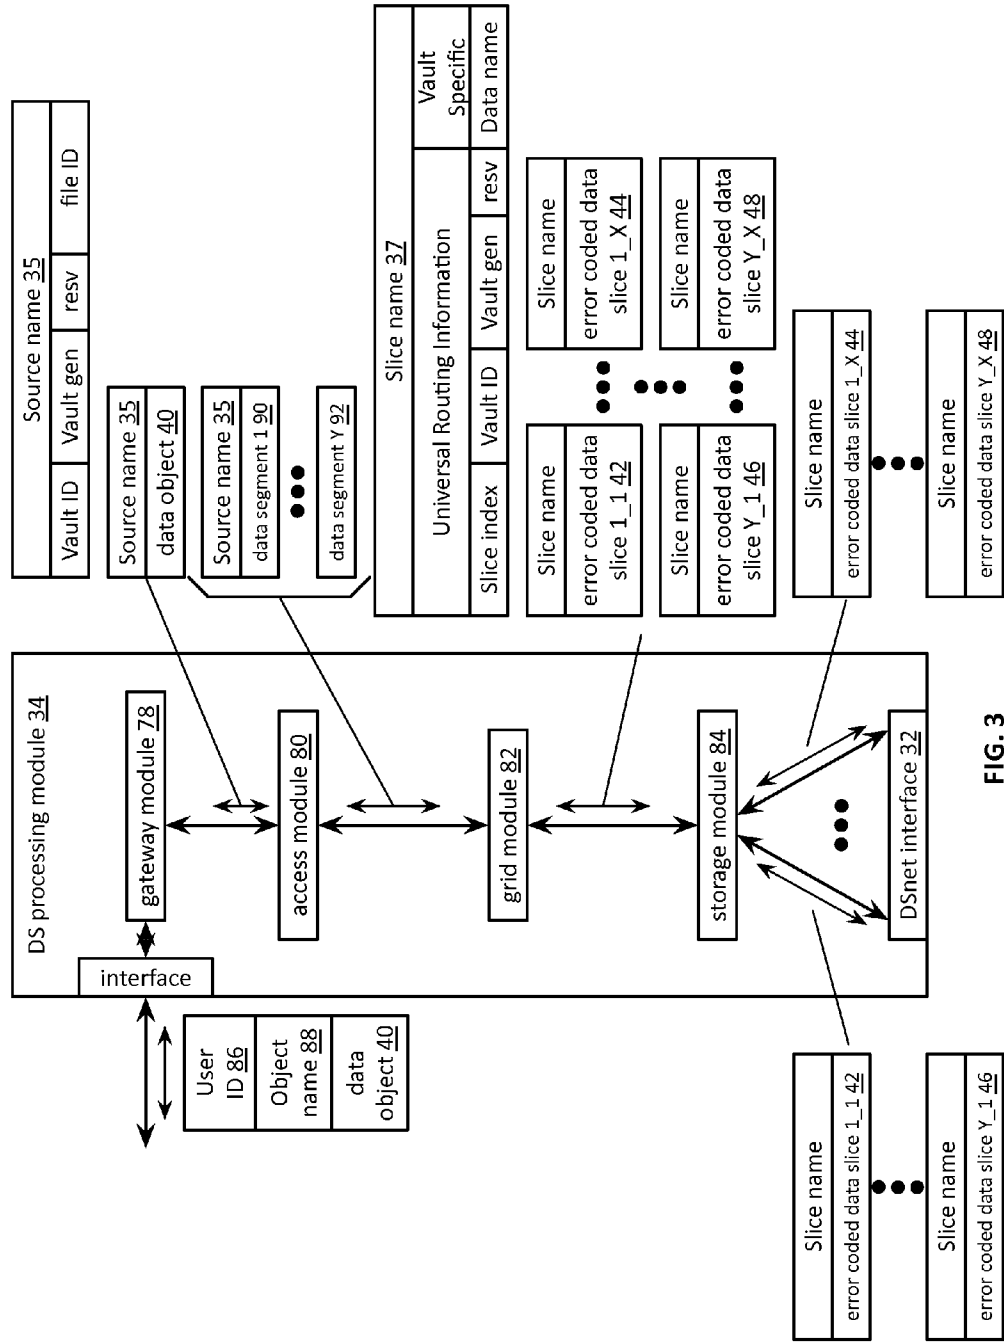 DS processing module 34
interface
gateway module 78
access module 80
grid module 82
storage module 84
DSnet interface 32
User
ID 86
Object
name 88
data
object 40
Source name 35
Vault ID
Vault gen
resv
file ID
Source name 35
data object 40
Source name 35
data segment 1 90
data segment Y 92
Slice name 37
Universal Routing Information
Vault
Specific
Slice index
Vault ID
Vault gen
resv
Data name
Slice name
error coded data
slice 1_1 42
Slice name
error coded data
slice 1_X 44
Slice name
error coded data
slice Y_1 46
Slice name
error coded data
slice Y_X 48
Slice name
error coded data slice 1_1 42
Slice name
error coded data slice Y_1 46
Slice name
error coded data slice 1_X 44
Slice name
error coded data slice Y_X 48
FIG. 3